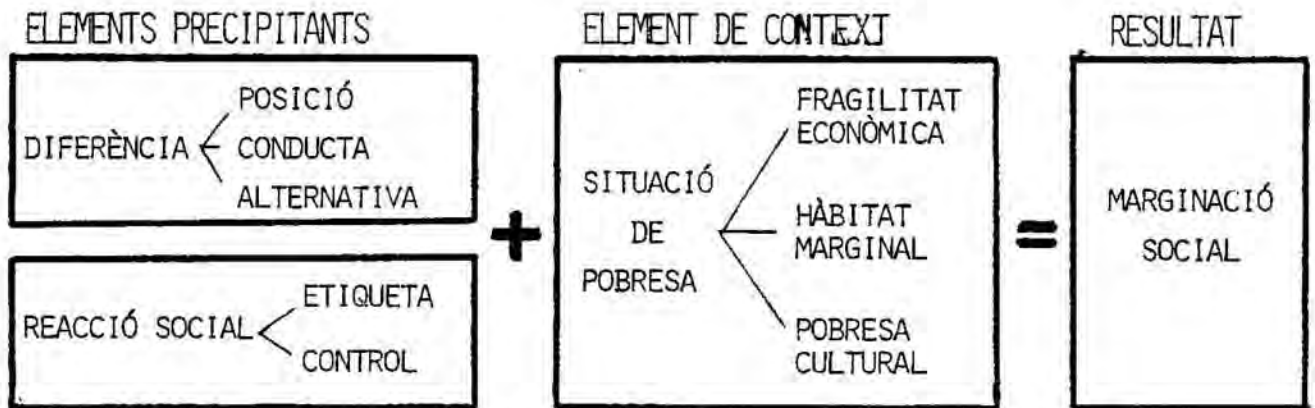 ELEMENTS PRECIPITANTS
DIFERÈNCIA
POSICIÓ
CONDUCTA
ALTERNATIVA
REACCIÓ SOCIAL
ETIQUETA
CONTROL
+
ELEMENT DE CONTEXT
SITUACIÓ
DE
POBRESA
FRAGILITAT
ECONÒMICA
HÀBITAT
MARGINAL
POBRESA
CULTURAL
=
RESULTAT
MARGINACIÓ
SOCIAL